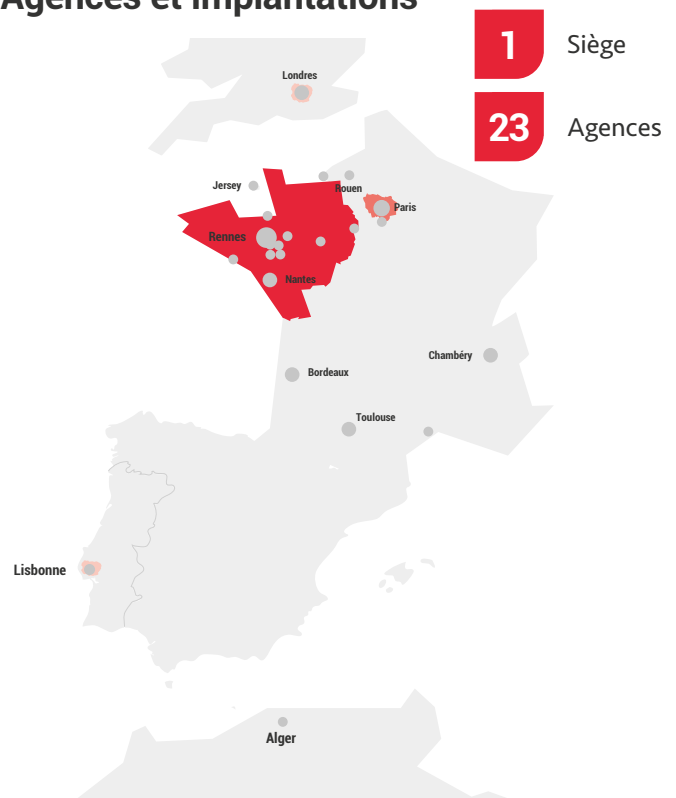 Agences et Implantations
1
Siège
23
Agences
Londres
Jersey
Rouen
Paris
Rennes
Nantes
Chambéry
Bordeaux
Toulouse
Lisbonne
Alger